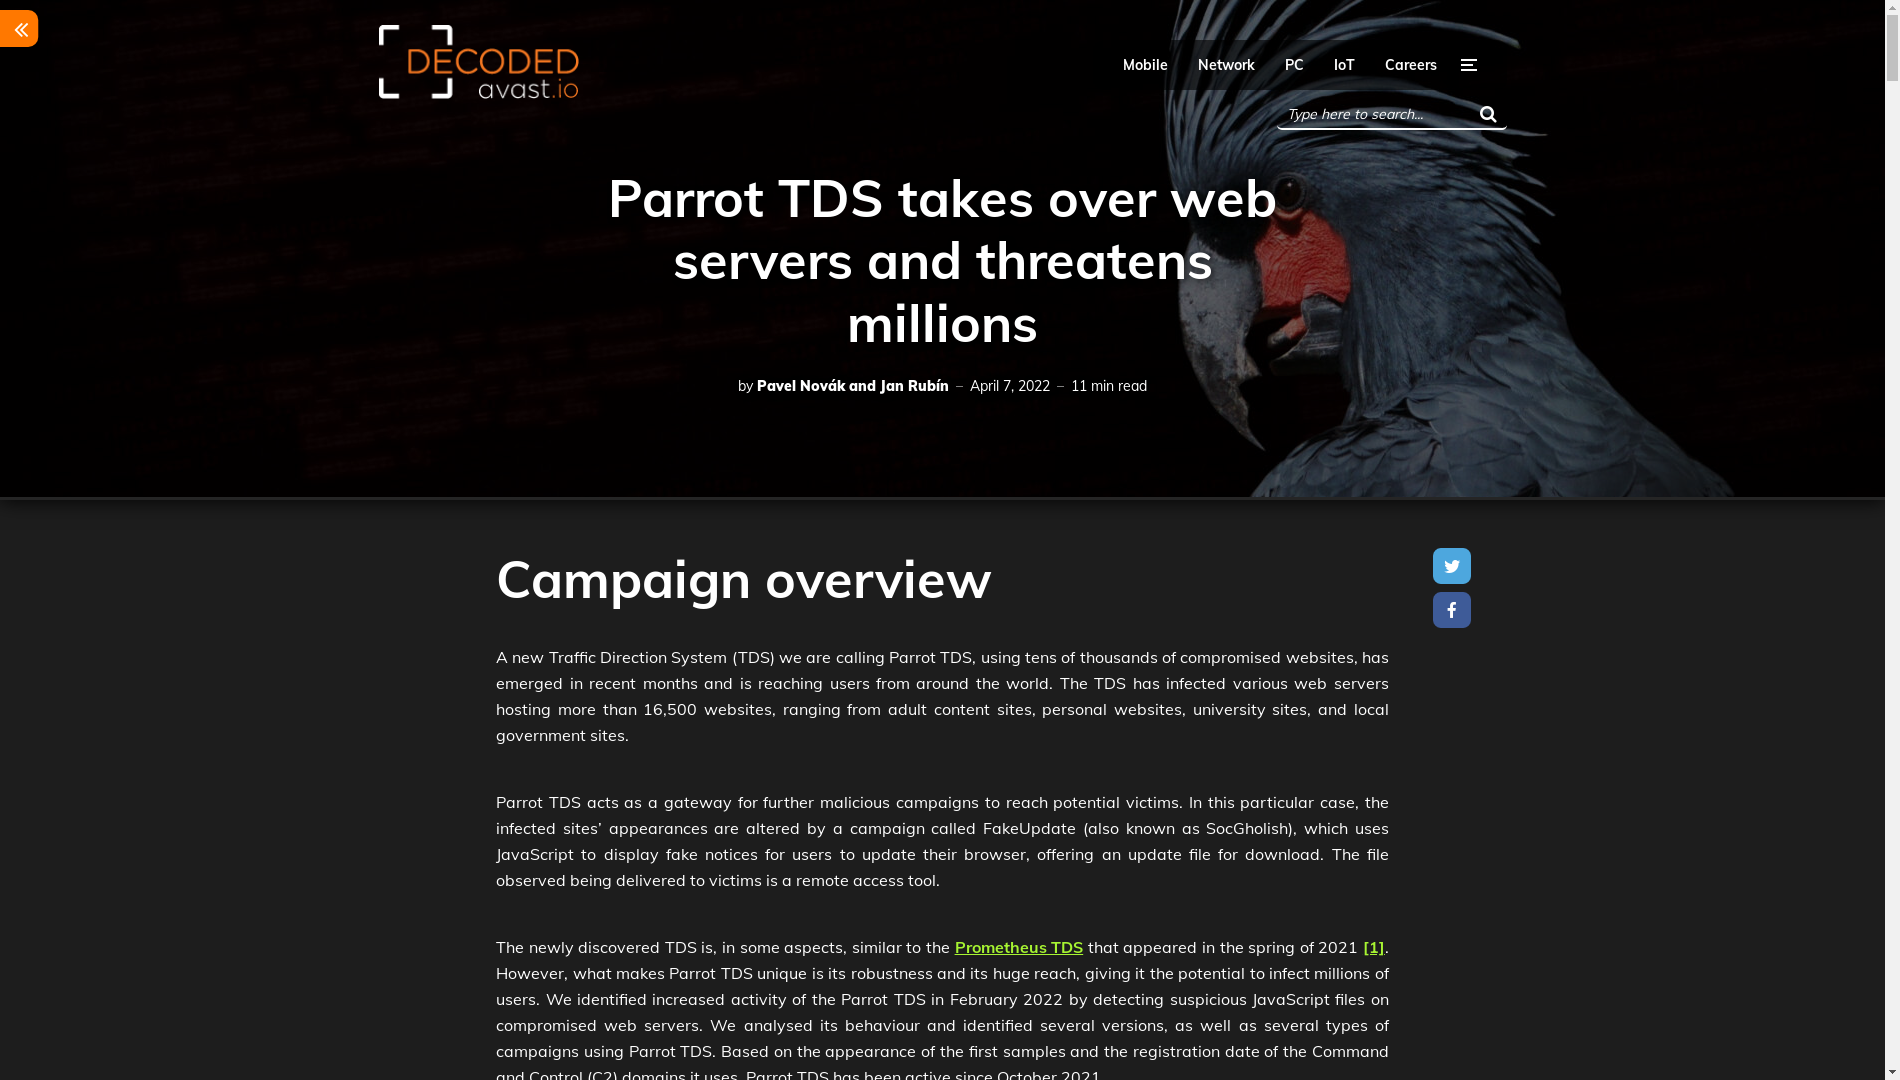 DECODED
avast.io
Mobile Network PC IoT Careers
Type here to search...
Parrot TDS takes over web
servers and threatens
millions
by Pavel Novák and Jan Rubín – April 7, 2022 – 11 min read
Campaign overview
A new Traffic Direction System (TDS) we are calling Parrot TDS, using tens of thousands of compromised websites, has
emerged in recent months and is reaching users from around the world. The TDS has infected various web servers
hosting more than 16,500 websites, ranging from adult content sites, personal websites, university sites, and local
government sites.
Parrot TDS acts as a gateway for further malicious campaigns to reach potential victims. In this particular case, the
infected sites’ appearances are altered by a campaign called FakeUpdate (also known as SocGholish), which uses
JavaScript to display fake notices for users to update their browser, offering an update file for download. The file
observed being delivered to victims is a remote access tool.
The newly discovered TDS is, in some aspects, similar to the Prometheus TDS that appeared in the spring of 2021 [1].
However, what makes Parrot TDS unique is its robustness and its huge reach, giving it the potential to infect millions of
users. We identified increased activity of the Parrot TDS in February 2022 by detecting suspicious JavaScript files on
compromised web servers. We analysed its behaviour and identified several versions, as well as several types of
campaigns using Parrot TDS. Based on the appearance of the first samples and the registration date of the Command
and Control (C2) domains it uses, Parrot TDS has been active since October 2021.